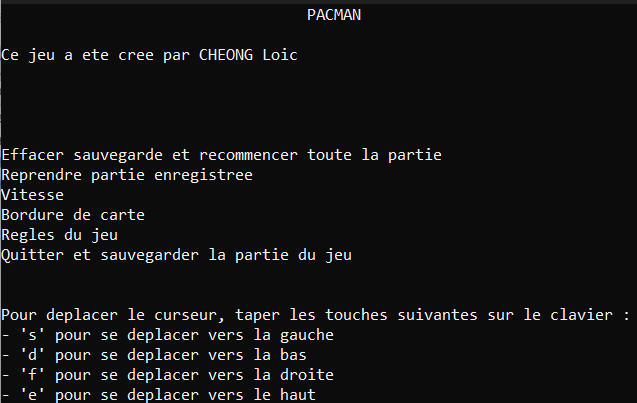 PACMAN
Ce jeu a ete cree par CHEONG Loic
Effacer sauvegarde et recommencer toute la partie
Reprendre partie enregistree
Vitesse
Bordure de carte
Regles du jeu
Quitter et sauvegarder la partie du jeu
Pour deplacer le curseur, taper les touches suivantes sur le clavier :
- 's' pour se deplacer vers la gauche
- 'd' pour se deplacer vers la bas
- 'f' pour se deplacer vers la droite
- 'e' pour se deplacer vers le haut